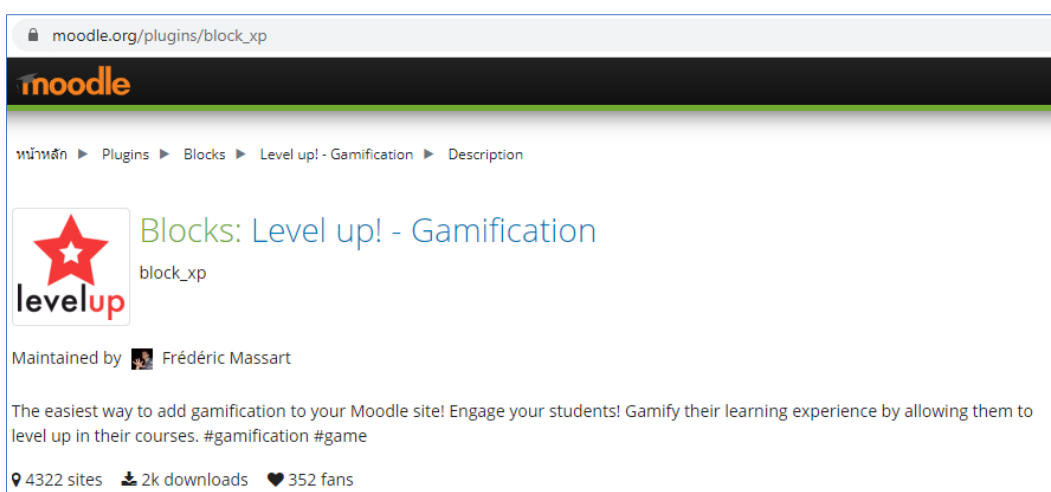 moodle.org/plugins/block_xp
moodle
หน้าหลัก ► Plugins ► Blocks ► Level up! - Gamification ► Description
Blocks: Level up! - Gamification
block_xp
levelup
Maintained by Frédéric Massart
The easiest way to add gamification to your Moodle site! Engage your students! Gamify their learning experience by allowing them to
level up in their courses. #gamification #game
4322 sites 2k downloads 352 fans